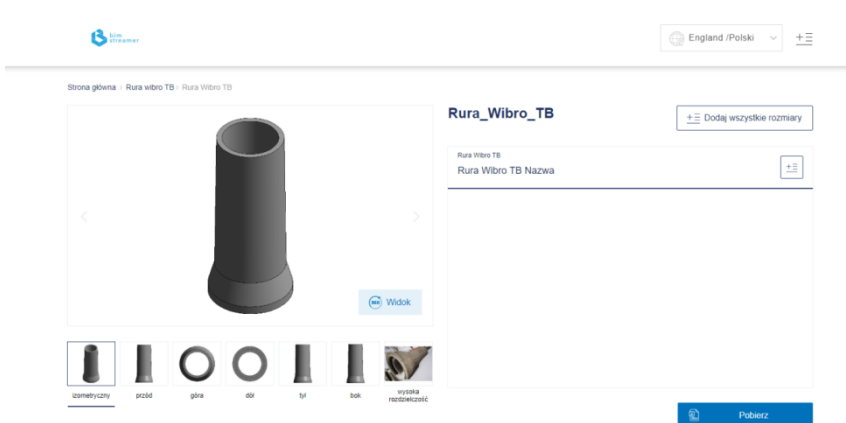 bim
streamer
England /Polski
Strona główna > Rura wibro TB > Rura Wibro TB
Rura_Wibro_TB
Dodaj wszystkie rozmiary
Rura Wibro TB
Rura Wibro TB Nazwa
Widok
izometryczny
przód
góra
dół
tył
bok
wysoka
rozdzielczość
Pobierz